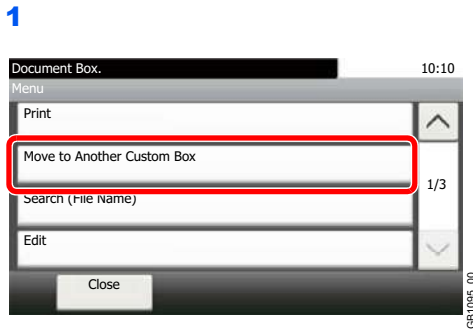 1
Document Box. 10:10
Menu
Print
Move to Another Custom Box
1/3
Search (File Name)
Edit
Close
GB1095_00